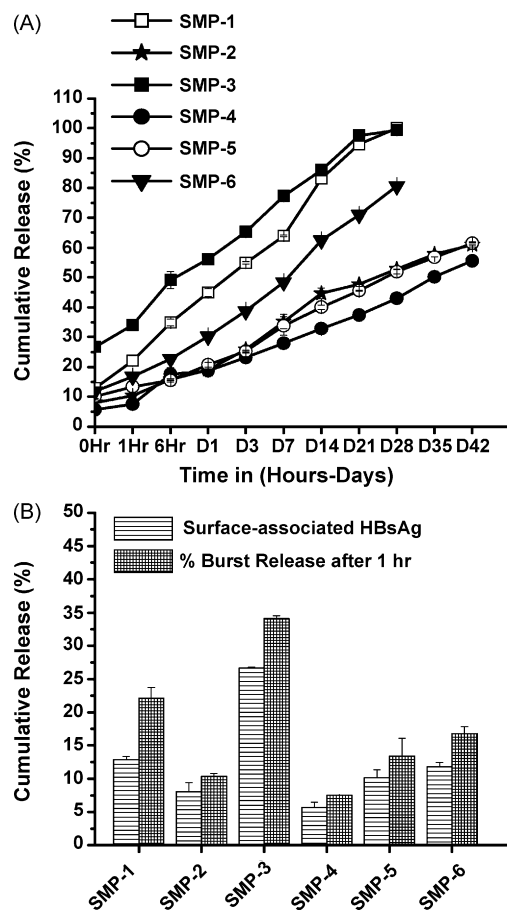 (A)
SMP-1
SMP-2
SMP-3
SMP-4
SMP-5
SMP-6
Cumulative Release (%)
110
100
90
80
70
60
50
40
30
20
10
0
0Hr 1Hr 6Hr D1 D3 D7 D14 D21 D28 D35 D42
Time in (Hours-Days)
(B)
Surface-associated HBsAg
% Burst Release after 1 hr
Cumulative Release (%)
50
45
40
35
30
25
20
15
10
5
0
SMP-1 SMP-2 SMP-3 SMP-4 SMP-5 SMP-6